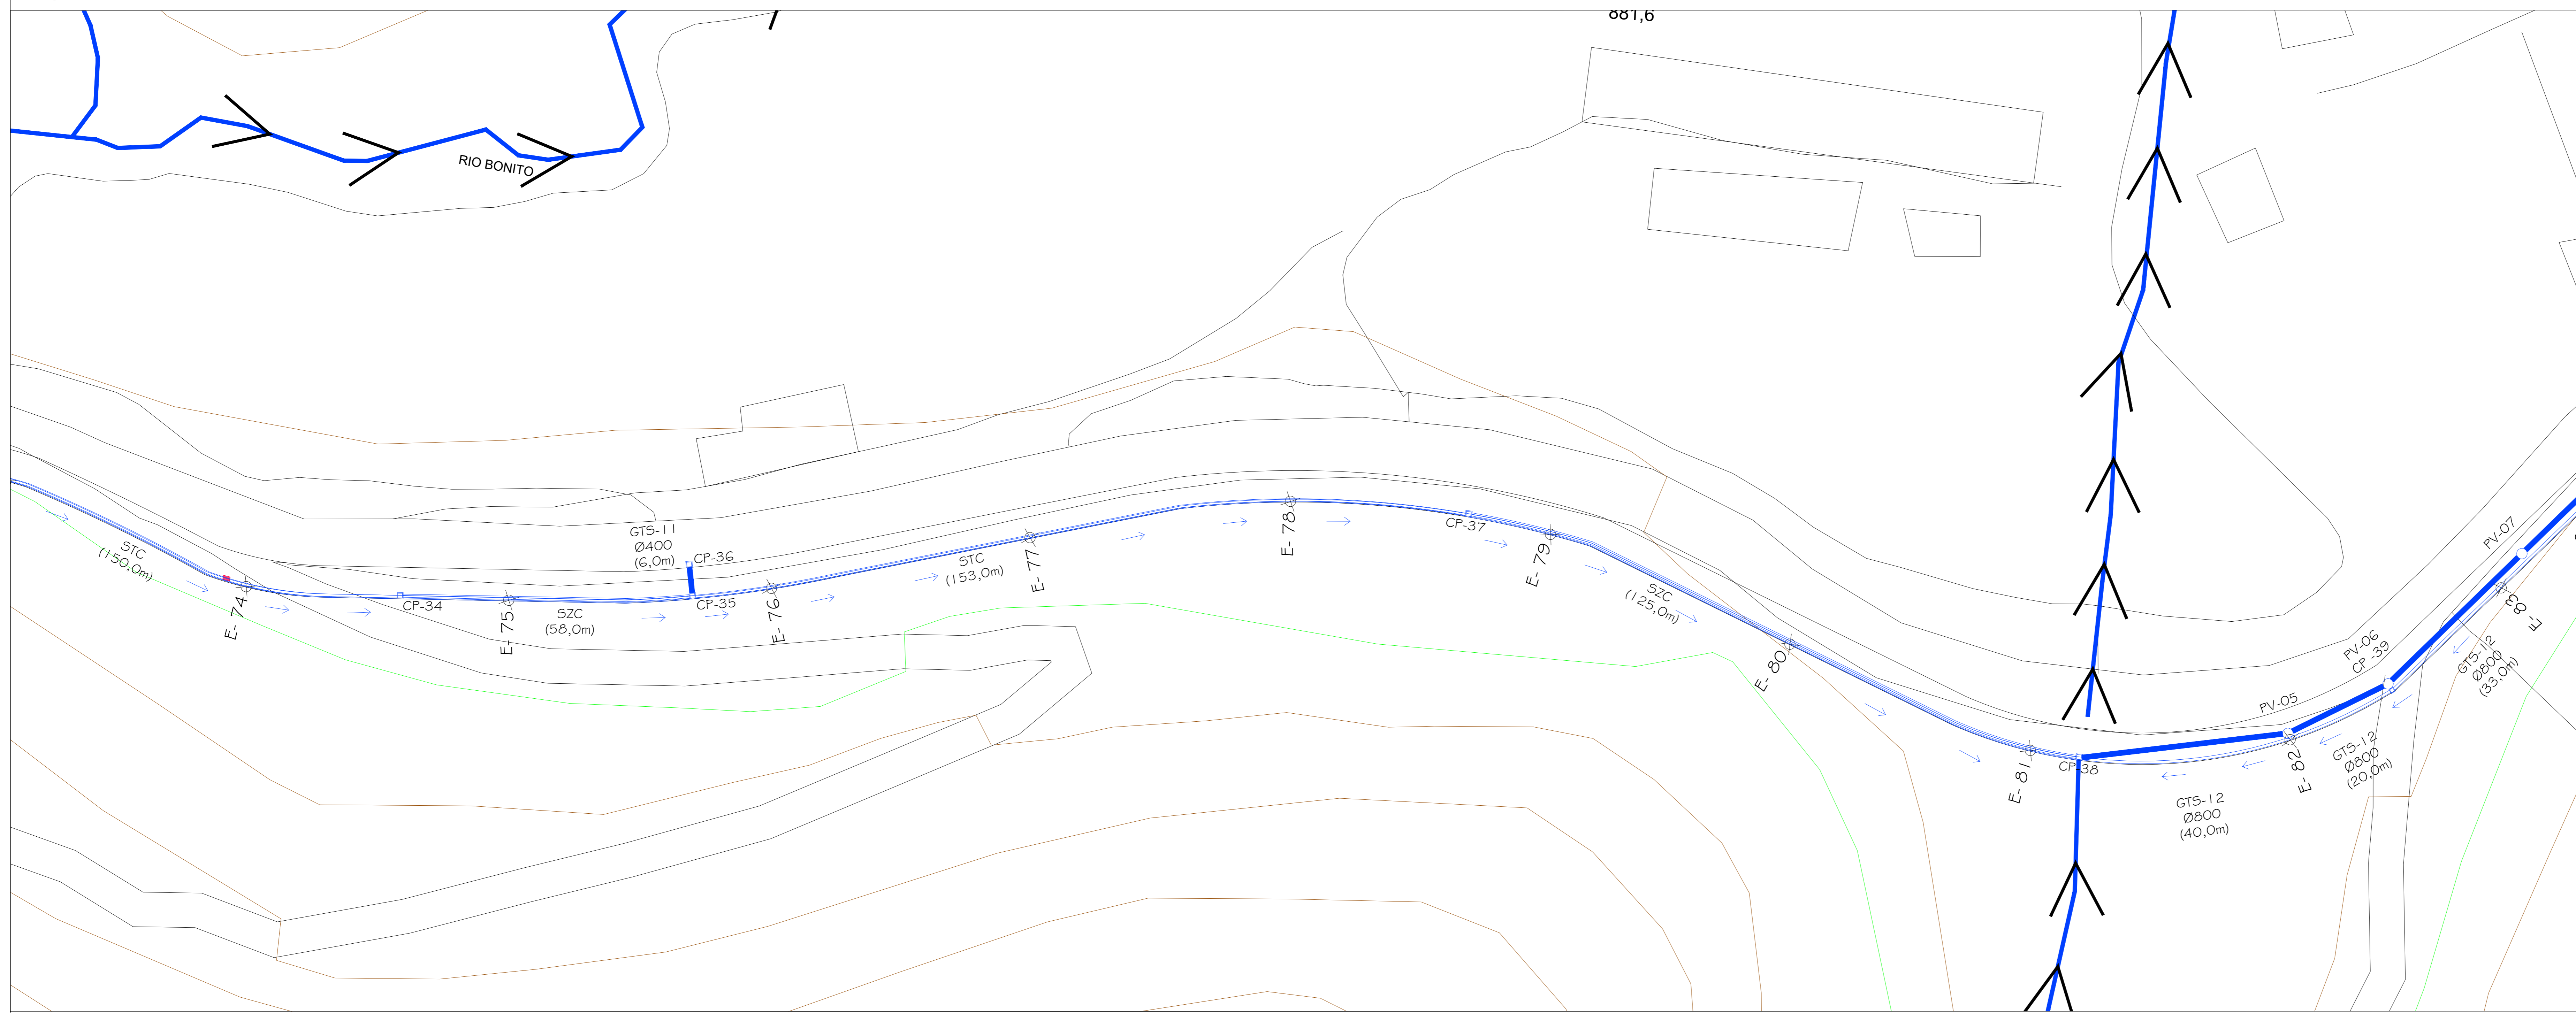 881,6
RIO BONITO
GTS-11
Ø400
(6,0m)
CP-36
CP-35
CP-34
STC
(150,0m)
E-74
E-75
SZC
(58,0m)
E-76
STC
(153,0m)
E-77
E-78
CP-37
E-79
SZC
(125,0m)
E-80
E-81
CP-38
GTS-12
Ø800
(40,0m)
E-82
PV-05
GTS-12
Ø800
(20,0m)
PV-06
CP-39
GTS-12
Ø800
(33,0m)
PV-07
E-83